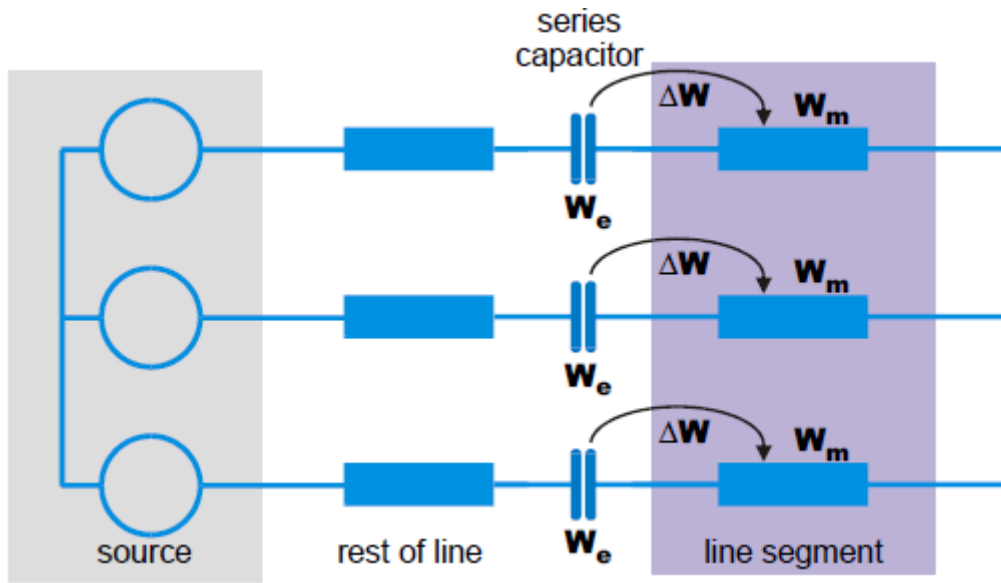 series
capacitor
ΔW
Wm
We
ΔW
Wm
We
ΔW
Wm
We
source
rest of line
line segment